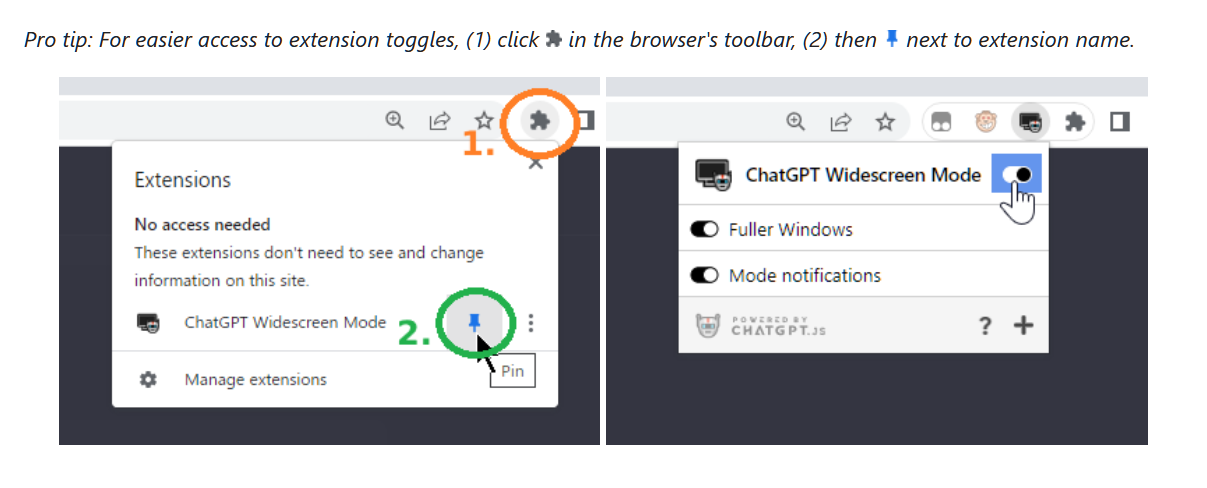 Pro tip: For easier access to extension toggles, (1) click in the browser's toolbar, (2) then next to extension name.
1.
Extensions
No access needed
These extensions don't need to see and change
information on this site.
ChatGPT Widescreen Mode
2.
Pin
Manage extensions
ChatGPT Widescreen Mode
Fuller Windows
Mode notifications
POWERED BY
CHATGPT.JS
?
+